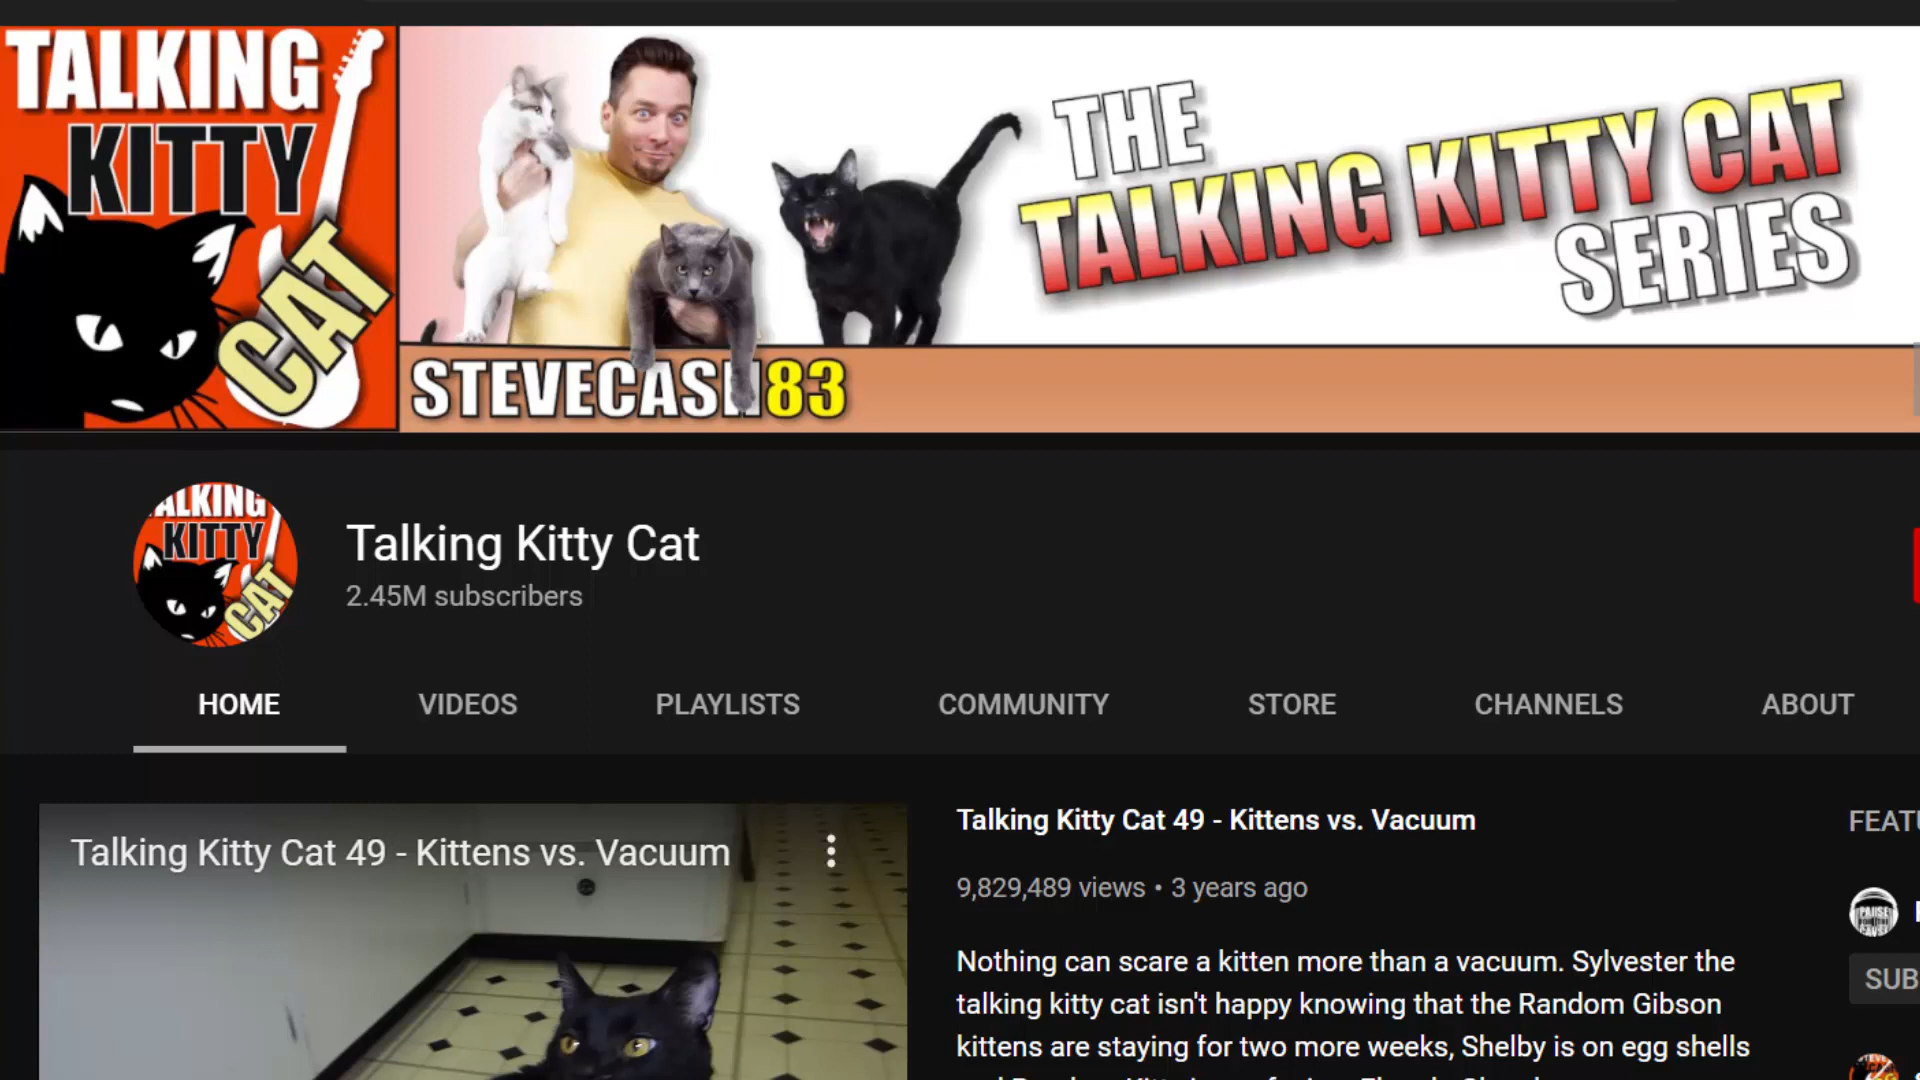 TALKING
KITTY
CAT
THE
TALKING KITTY CAT
SERIES
STEVECASH83
TALKING
KITTY
CAT
Talking Kitty Cat
2.45M subscribers
HOME VIDEOS PLAYLISTS COMMUNITY STORE CHANNELS ABOUT
Talking Kitty Cat 49 - Kittens vs. Vacuum
Talking Kitty Cat 49 - Kittens vs. Vacuum
9,829,489 views • 3 years ago
Nothing can scare a kitten more than a vacuum. Sylvester the
talking kitty cat isn't happy knowing that the Random Gibson
kittens are staying for two more weeks, Shelby is on egg shells
FEATU
PAUSE
SUB